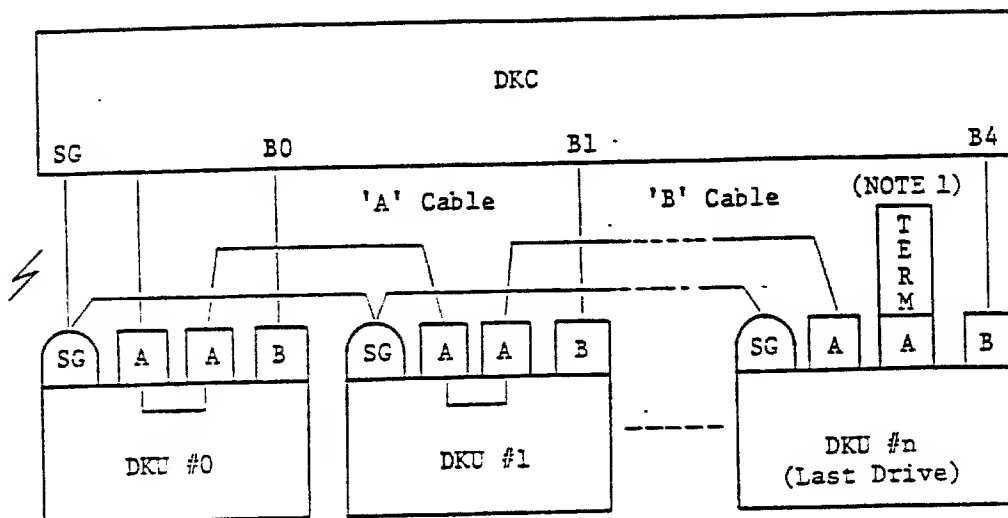 DKC
SG B0 B1 B4
'A' Cable 'B' Cable (NOTE 1)
TERM
SG A A B SG A A B SG A A B
DKU #0 DKU #1 DKU #n
(Last Drive)